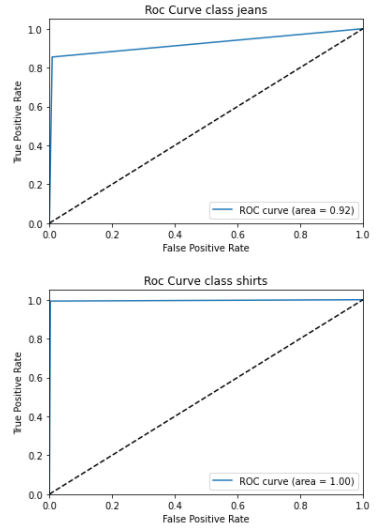 Roc Curve class jeans
1.0
0.8
0.6
0.4
0.2
0.0
True Positive Rate
ROC curve (area = 0.92)
0.0 0.2 0.4 0.6 0.8 1.0
False Positive Rate
Roc Curve class shirts
1.0
0.8
0.6
0.4
0.2
0.0
True Positive Rate
ROC curve (area = 1.00)
0.0 0.2 0.4 0.6 0.8 1.0
False Positive Rate